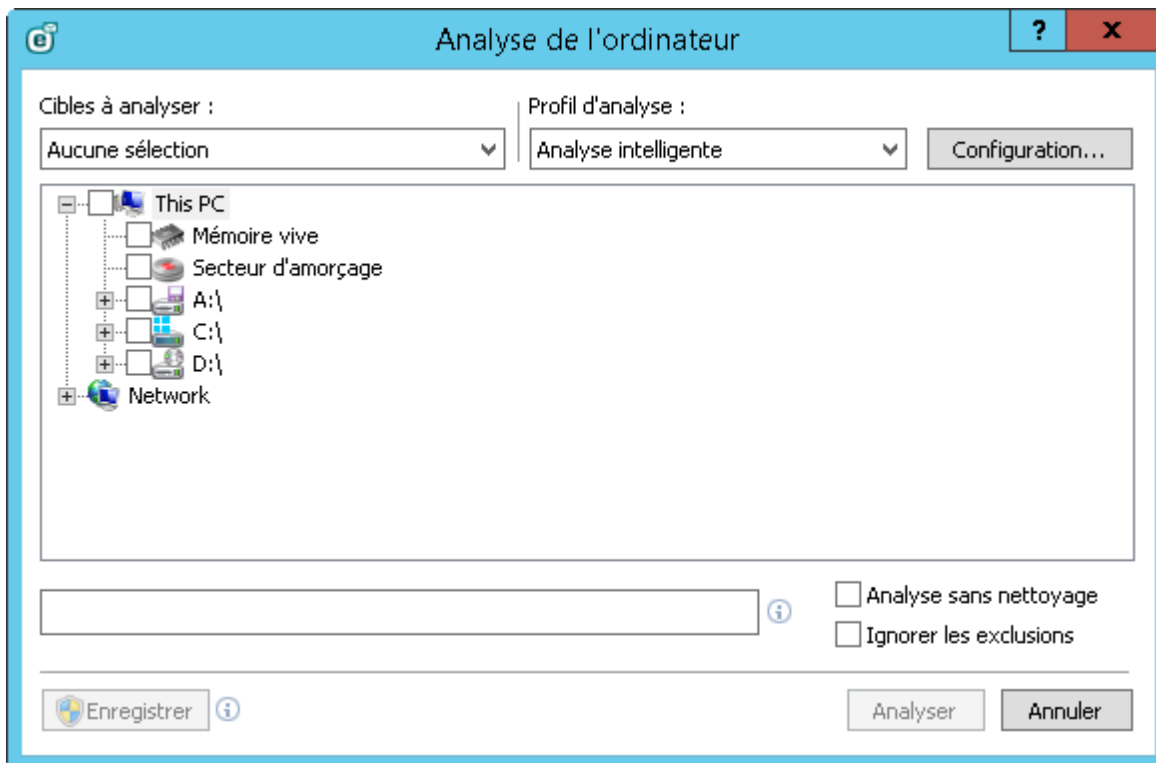 Analyse de l'ordinateur
?
x
Cibles à analyser :
Profil d'analyse :
Aucune sélection
Analyse intelligente
Configuration...
This PC
Mémoire vive
Secteur d'amorçage
A:\
C:\
D:\
Network
Analyse sans nettoyage
Ignorer les exclusions
Enregistrer
Analyser
Annuler